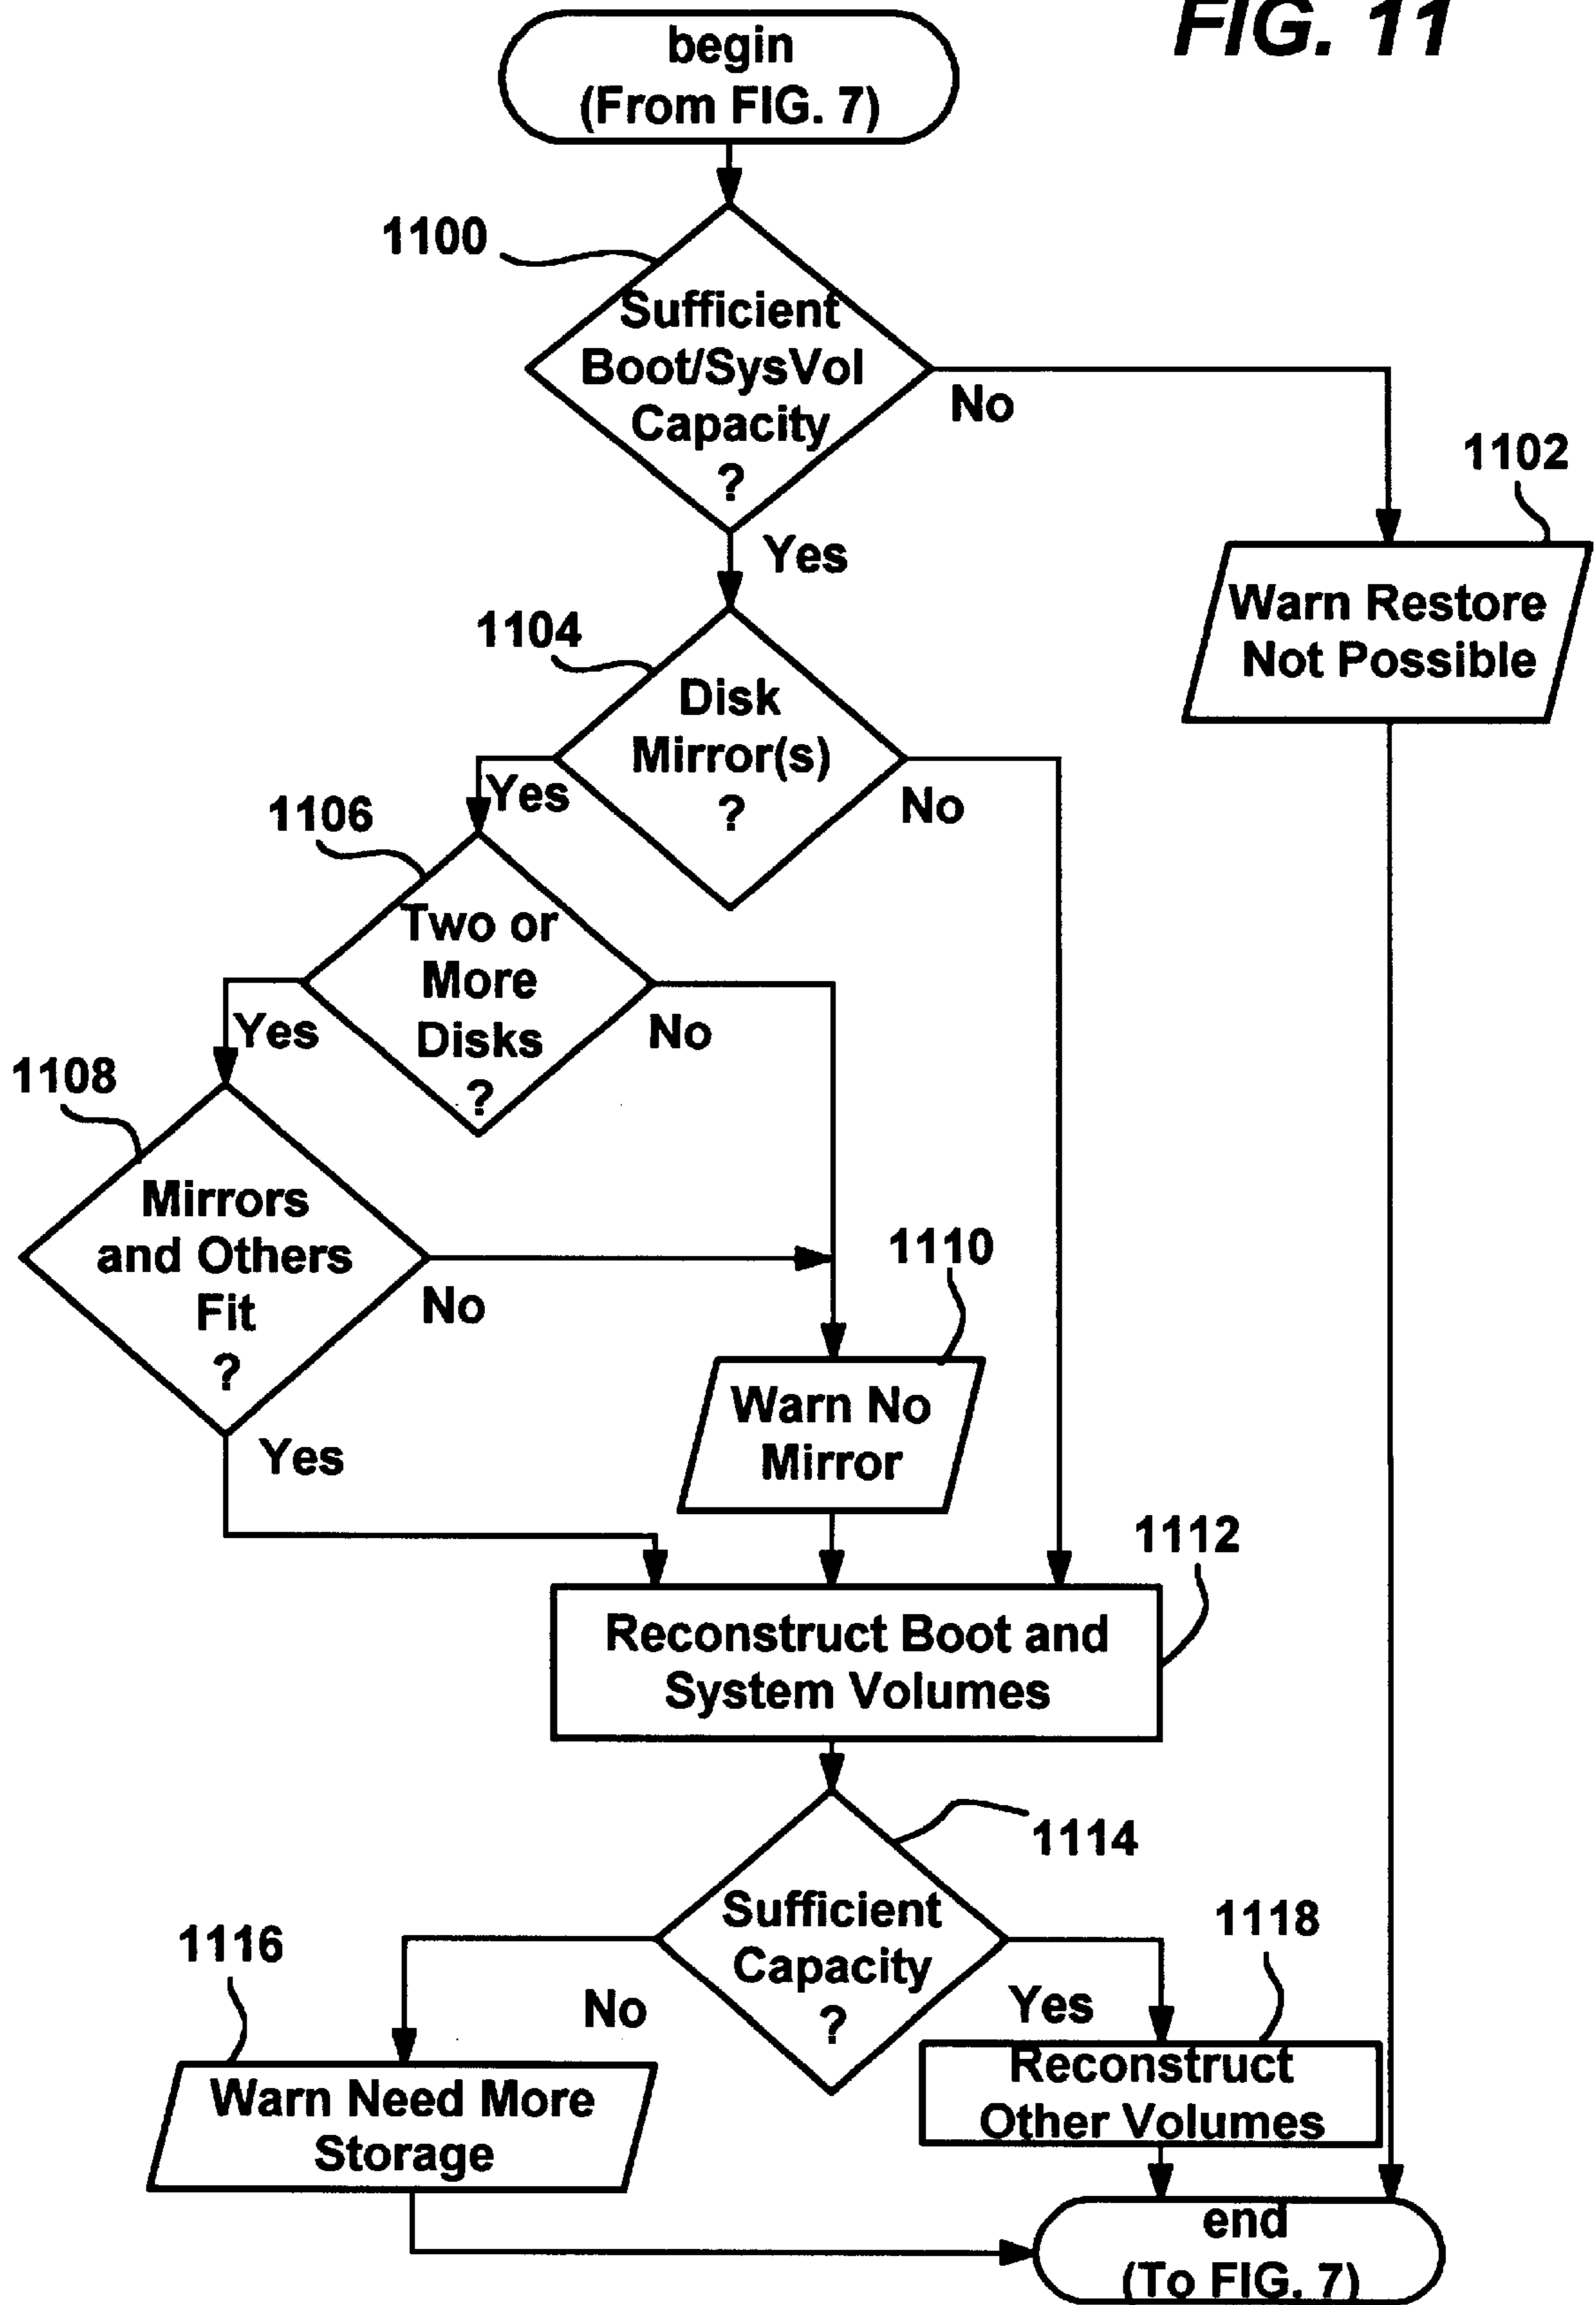 FIG. 11
begin
(From FIG. 7)
1100
Sufficient
Boot/SysVol
Capacity
?
No
Yes
1102
Warn Restore
Not Possible
1104
Disk
Mirror(s)
?
Yes
No
1106
Two or
More
Disks
?
Yes
No
1108
Mirrors
and Others
Fit
?
No
Yes
1110
Warn No
Mirror
1112
Reconstruct Boot and
System Volumes
1114
Sufficient
Capacity
?
No
Yes
1116
Warn Need More
Storage
1118
Reconstruct
Other Volumes
end
(To FIG. 7)